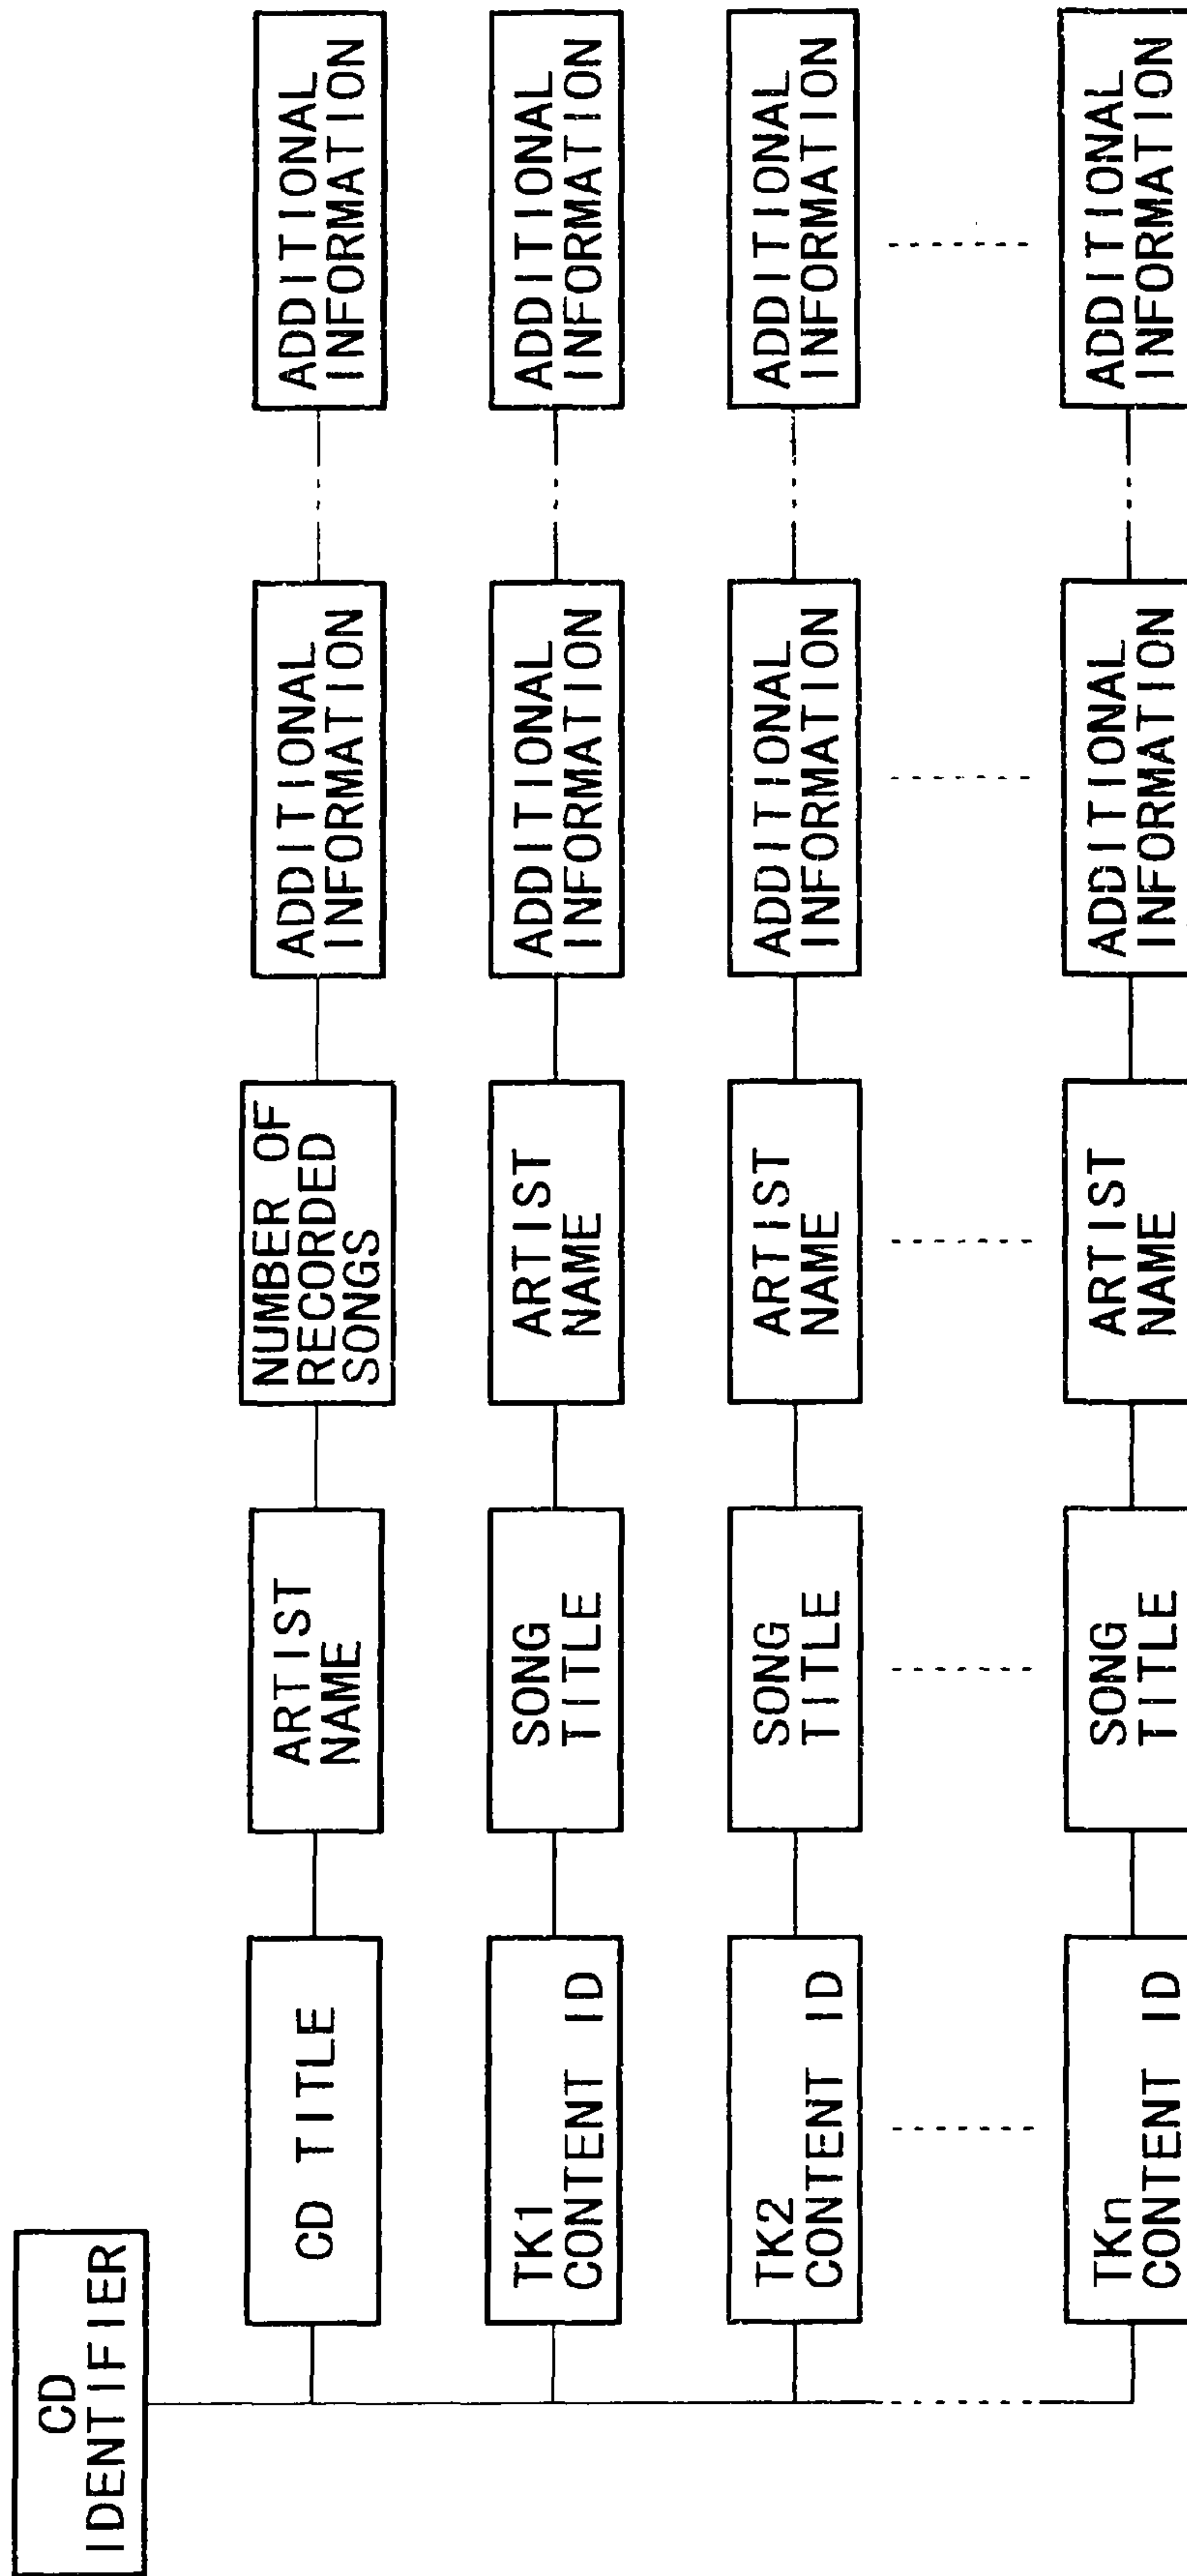 CD
IDENTIFIER
CD TITLE
ARTIST
NAME
NUMBER OF
RECORDED
SONGS
ADDITIONAL
INFORMATION
ADDITIONAL
INFORMATION
TK1
CONTENT ID
SONG
TITLE
ARTIST
NAME
ADDITIONAL
INFORMATION
ADDITIONAL
INFORMATION
TK2
CONTENT ID
SONG
TITLE
ARTIST
NAME
ADDITIONAL
INFORMATION
ADDITIONAL
INFORMATION
TKn
CONTENT ID
SONG
TITLE
ARTIST
NAME
ADDITIONAL
INFORMATION
ADDITIONAL
INFORMATION